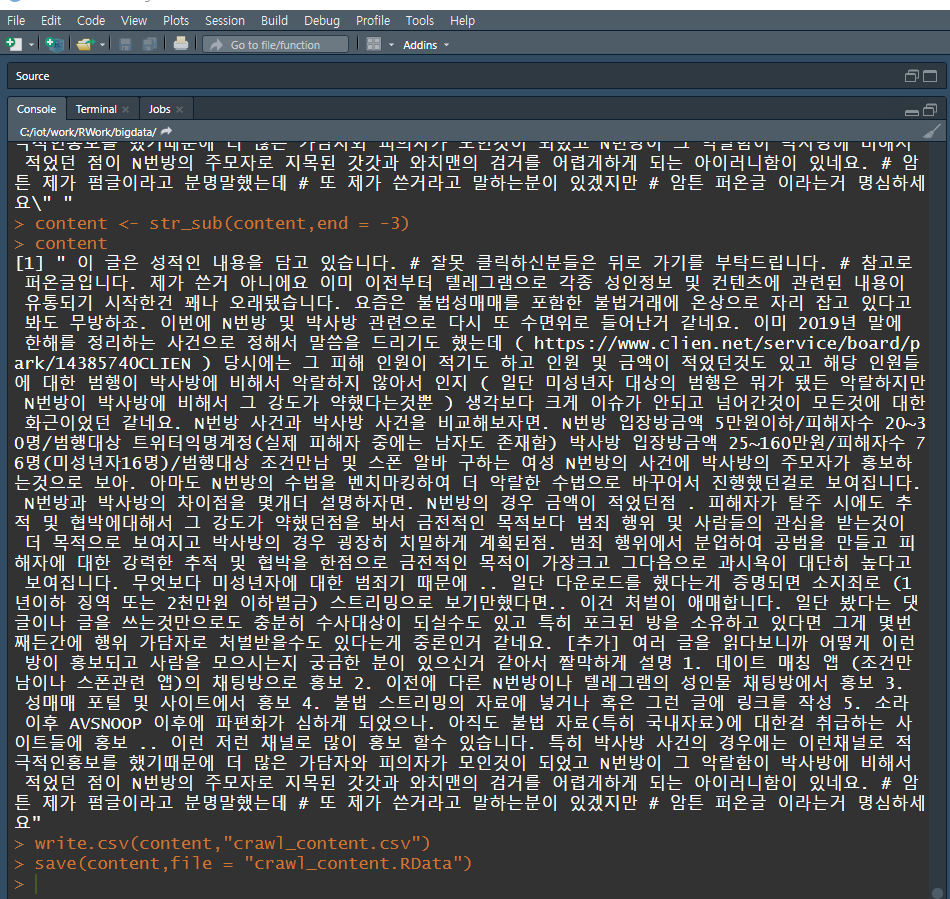 File Edit Code View Plots Session Build Debug Profile Tools Help
Go to file/function Addins
Source
Console Terminal Jobs
C:/iot/work/RWork/bigdata/
적었던 점이 N번방의 주모자로 지목된 갓갓과 와치맨의 검거를 어렵게하게 되는 아이러니함이 있네요. # 암
튼 제가 펌글이라고 분명말했는데 # 또 제가 쓴거라고 말하는분이 있겠지만 # 암튼 퍼온글 이라는거 명심하세
요\" "
> content <- str_sub(content,end = -3)
> content
[1] " 이 글은 성적인 내용을 담고 있습니다. # 잘못 클릭하신분들은 뒤로 가기를 부탁드립니다. # 참고로
퍼온글입니다. 제가 쓴거 아니에요 이미 이전부터 텔레그램으로 각종 성인정보 및 컨텐츠에 관련된 내용이
유통되기 시작한건 꽤나 오래됐습니다. 요즘은 불법성매매를 포함한 불법거래에 온상으로 자리 잡고 있다고
봐도 무방하죠. 이번에 N번방 및 박사방 관련으로 다시 또 수면위로 들어난거 같네요. 이미 2019년 말에
한해를 정리하는 사건으로 정해서 말씀을 드리기도 했는데 ( https://www.clien.net/service/board/p
ark/14385740CLIEN ) 당시에는 그 피해 인원이 적기도 하고 인원 및 금액이 적었던것도 있고 해당 인원들
에 대한 범행이 박사방에 비해서 악랄하지 않아서 인지 ( 일단 미성년자 대상의 범행은 뭐가 됐든 악랄하지만
N번방이 박사방에 비해서 그 강도가 약했다는것뿐 ) 생각보다 크게 이슈가 안되고 넘어간것이 모든것에 대한
화근이었던 같네요. N번방 사건과 박사방 사건을 비교해보자면. N번방 입장방금액 5만원이하/피해자수 20~3
0명/범행대상 트위터익명계정(실제 피해자 중에는 남자도 존재함) 박사방 입장방금액 25~160만원/피해자수 7
6명(미성년자16명)/범행대상 조건만남 및 스폰 알바 구하는 여성 N번방의 사건에 박사방의 주모자가 홍보하
는것으로 보아. 아마도 N번방의 수법을 벤치마킹하여 더 악랄한 수법으로 바꾸어서 진행했던걸로 보여집니다.
N번방과 박사방의 차이점을 몇개더 설명하자면. N번방의 경우 금액이 적었던점 . 피해자가 탈주 시에도 추
적 및 협박에대해서 그 강도가 약했던점을 봐서 금전적인 목적보다 범죄 행위 및 사람들의 관심을 받는것이
더 목적으로 보여지고 박사방의 경우 굉장히 치밀하게 계획된점. 범죄 행위에서 분업하여 공범을 만들고 피
해자에 대한 강력한 추적 및 협박을 한점으로 금전적인 목적이 가장크고 그다음으로 과시욕이 대단히 높다고
보여집니다. 무엇보다 미성년자에 대한 범죄기 때문에 .. 일단 다운로드를 했다는게 증명되면 소지죄로 (1
년이하 징역 또는 2천만원 이하벌금) 스트리밍으로 보기만했다면.. 이건 처벌이 애매합니다. 일단 봤다는 댓
글이나 글을 쓰는것만으로도 충분히 수사대상이 되실수도 있고 특히 포크된 방을 소유하고 있다면 그게 몇번
째든간에 행위 가담자로 처벌받을수도 있다는게 중론인거 같네요. [추가] 여러 글을 읽다보니까 어떻게 이런
방이 홍보되고 사람을 모으시는지 궁금한 분이 있으신거 같아서 짤막하게 설명 1. 데이트 매칭 앱 (조건만
남이나 스폰관련 앱)의 채팅방으로 홍보 2. 이전에 다른 N번방이나 텔레그램의 성인물 채팅방에서 홍보 3.
성매매 포털 및 사이트에서 홍보 4. 불법 스트리밍의 자료에 넣거나 혹은 그런 글에 링크를 작성 5. 소라
이후 AVSNOOP 이후에 파편화가 심하게 되었으나. 아직도 불법 자료(특히 국내자료)에 대한걸 취급하는 사
이트들에 홍보 .. 이런 저런 채널로 많이 홍보 할수 있습니다. 특히 박사방 사건의 경우에는 이런채널로 적
극적인홍보를 했기때문에 더 많은 가담자와 피의자가 모인것이 되었고 N번방이 그 악랄함이 박사방에 비해서
적었던 점이 N번방의 주모자로 지목된 갓갓과 와치맨의 검거를 어렵게하게 되는 아이러니함이 있네요. # 암
튼 제가 펌글이라고 분명말했는데 # 또 제가 쓴거라고 말하는분이 있겠지만 # 암튼 퍼온글 이라는거 명심하세
요"
> write.csv(content,"crawl_content.csv")
> save(content,file = "crawl_content.RData")
>